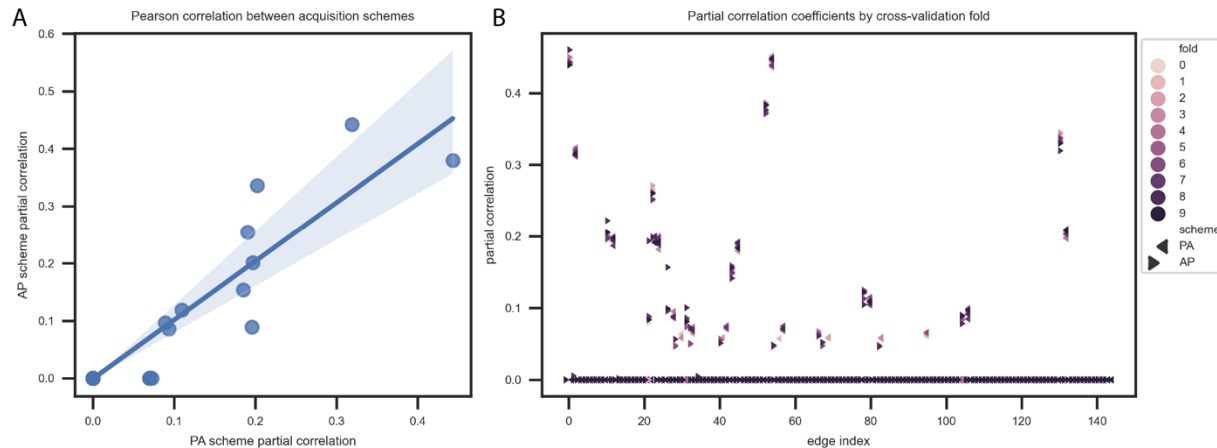 A
Pearson correlation between acquisition schemes
0.6
0.5
0.4
0.3
0.2
0.1
0.0
AP scheme partial correlation
0.0 0.1 0.2 0.3 0.4
PA scheme partial correlation
B
Partial correlation coefficients by cross-validation fold
0.4
0.3
0.2
0.1
0.0
partial correlation
0 20 40 60 80 100 120 140
edge index
fold
0
1
2
3
4
5
6
7
8
9
scheme
PA
AP